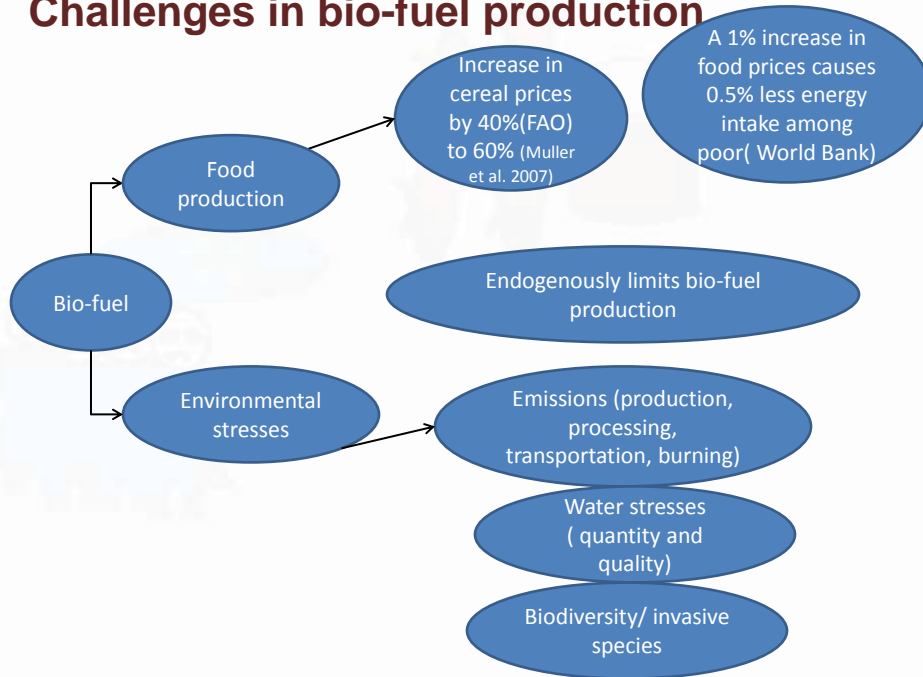 Challenges in bio-fuel production
A 1% increase in
food prices causes
0.5% less energy
intake among
poor( World Bank)
Increase in
cereal prices
by 40%(FAO)
to 60% (Muller
et al. 2007)
Food
production
Bio-fuel
Endogenously limits bio-fuel
production
Environmental
stresses
Emissions (production,
processing,
transportation, burning)
Water stresses
( quantity and
quality)
Biodiversity/ invasive
species